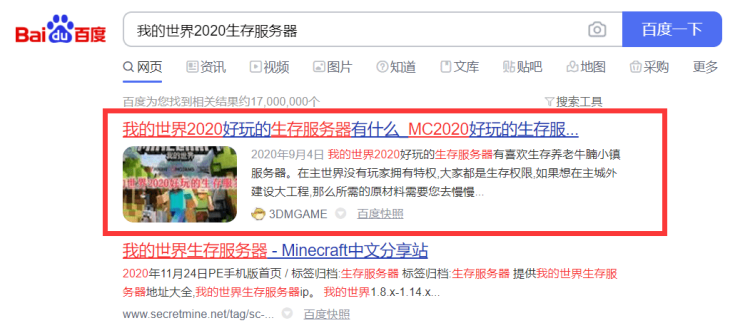 Bai du 百度
我的世界2020生存服务器
百度一下
网页 资讯 视频 图片 知道 文库 贴吧 地图 采购 更多
百度为您找到相关结果约17,000,000个
搜索工具
我的世界2020好玩的生存服务器有什么_MC2020好玩的生存服...
2020年9月4日 我的世界2020好玩的生存服务器有喜欢生存养老牛腩小镇
服务器。在主世界没有玩家拥有特权,大家都是生存权限,如果想在主城外
建设大工程,那么所需的原材料需要您去慢慢...
我的世界
界2020好玩的生存服
3DMGAME 百度快照
我的世界生存服务器 - Minecraft中文分享站
2020年11月24日PE手机版首页 / 标签归档:生存服务器 标签归档:生存服务器 提供我的世界生存服
务器地址大全,我的世界生存服务器ip。 我的世界1.8.x-1.14.x...
www.secretmine.net/tag/sc-... 百度快照